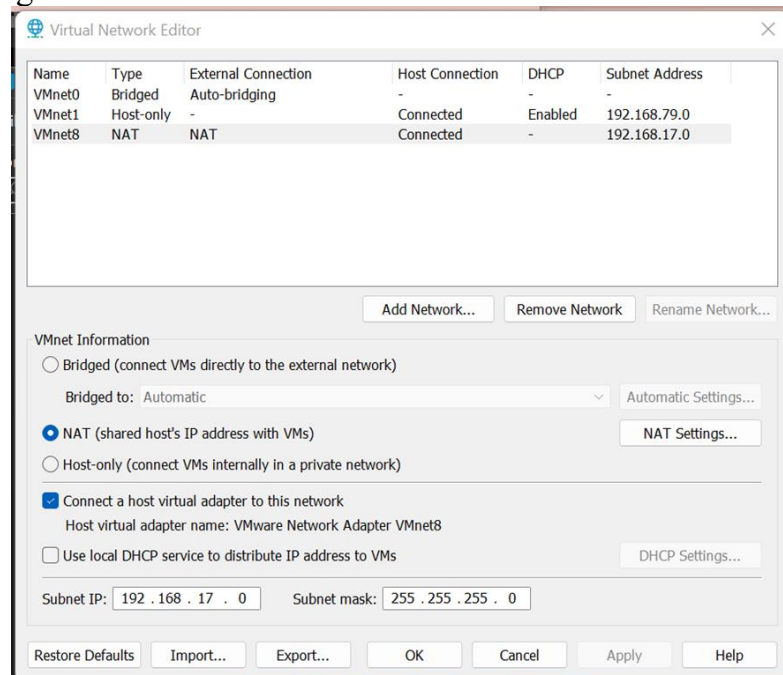 Virtual Network Editor
Name Type External Connection Host Connection DHCP Subnet Address
VMnet0 Bridged Auto-bridging - - -
VMnet1 Host-only - Connected Enabled 192.168.79.0
VMnet8 NAT NAT Connected - 192.168.17.0
Add Network... Remove Network Rename Network...
VMnet Information
Bridged (connect VMs directly to the external network)
Bridged to: Automatic Automatic Settings...
NAT (shared host's IP address with VMs) NAT Settings...
Host-only (connect VMs internally in a private network)
Connect a host virtual adapter to this network
Host virtual adapter name: VMware Network Adapter VMnet8
Use local DHCP service to distribute IP address to VMs DHCP Settings...
Subnet IP: 192 . 168 . 17 . 0 Subnet mask: 255 . 255 . 255 . 0
Restore Defaults Import... Export... OK Cancel Apply Help